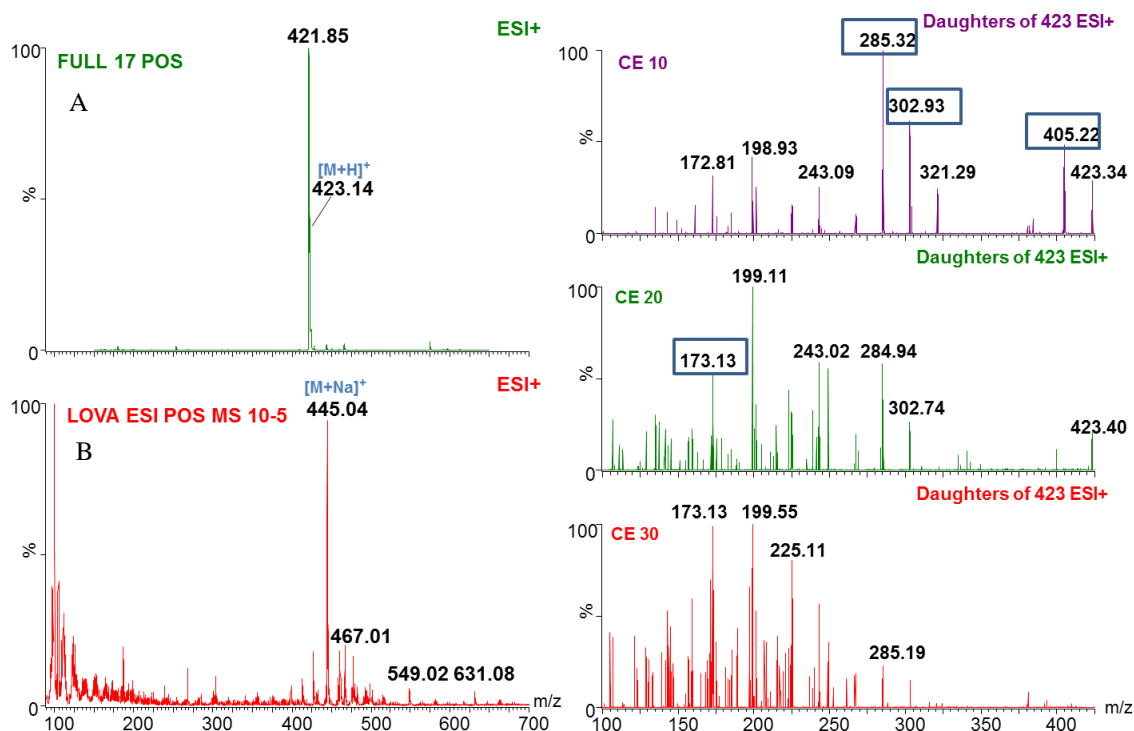 ESI+
421.85
FULL 17 POS
A
[M+H]+
423.14
%
100
0
ESI+
[M+Na]+
445.04
LOVA ESI POS MS 10-5
B
467.01
549.02 631.08
%
100
0
100 200 300 400 500 600 700 m/z
Daughters of 423 ESI+
CE 10
285.32
302.93
405.22
172.81
198.93
243.09
321.29
423.34
%
100
0
Daughters of 423 ESI+
CE 20
199.11
173.13
243.02
284.94
302.74
423.40
%
100
0
Daughters of 423 ESI+
CE 30
173.13
199.55
225.11
285.19
%
100
0
100 150 200 250 300 350 400 m/z